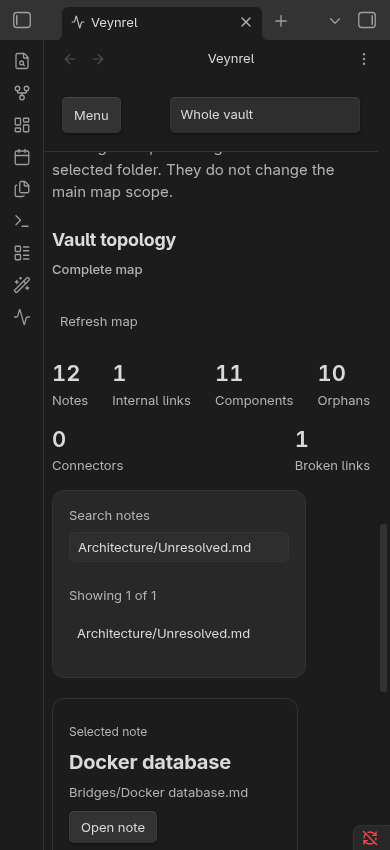 Veynrel
Veynrel
Menu
Whole vault
selected folder. They do not change the
main map scope.
Vault topology
Complete map
Refresh map
12 1 11 10
Notes Internal links Components Orphans
0 1
Connectors Broken links
Search notes
Architecture/Unresolved.md
Showing 1 of 1
Architecture/Unresolved.md
Selected note
Docker database
Bridges/Docker database.md
Open note